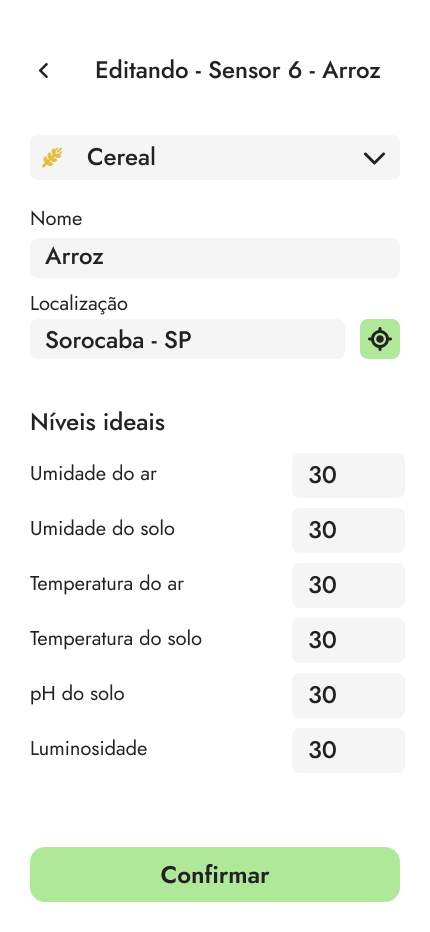 Editando - Sensor 6 - Arroz
Cereal
Nome
Arroz
Localização
Sorocaba - SP
Níveis ideais
Umidade do ar 30
Umidade do solo 30
Temperatura do ar 30
Temperatura do solo 30
pH do solo 30
Luminosidade 30
Confirmar